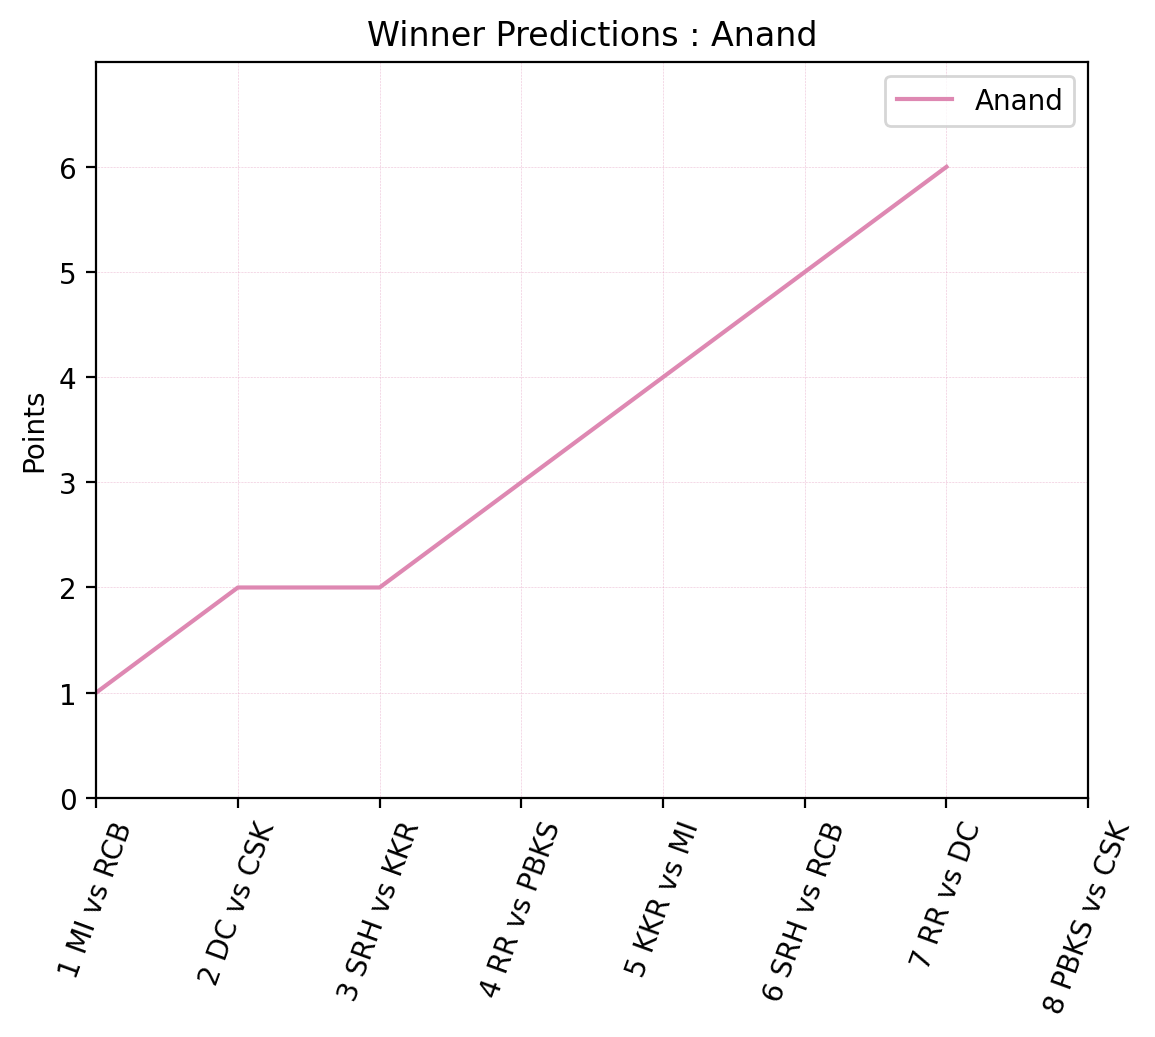 Winner Predictions : Anand
Anand
Points
6
5
4
3
2
1
0
1 MI vs RCB
2 DC vs CSK
3 SRH vs KKR
4 RR vs PBKS
5 KKR vs MI
6 SRH vs RCB
7 RR vs DC
8 PBKS vs CSK